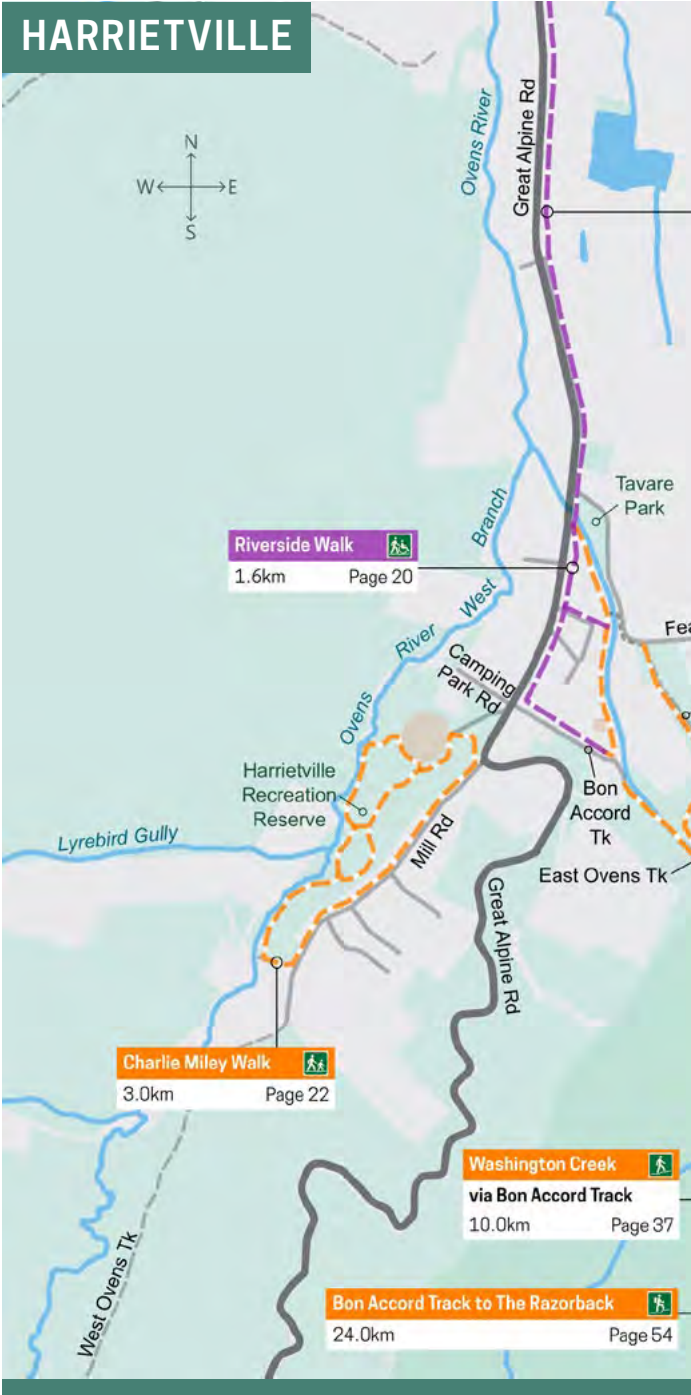 HARRIETVILLE
N
W E
S
Ovens River
Great Alpine Rd
Tavare
Park
Riverside Walk
1.6km Page 20
Ovens River West Branch
Fea
Camping
Park Rd
Harrietville
Recreation
Reserve
Bon
Accord
Tk
Lyrebird Gully
Mill Rd
East Ovens Tk
Great Alpine Rd
Charlie Miley Walk
3.0km Page 22
Washington Creek
via Bon Accord Track
10.0km Page 37
West Ovens Tk
Bon Accord Track to The Razorback
24.0km Page 54